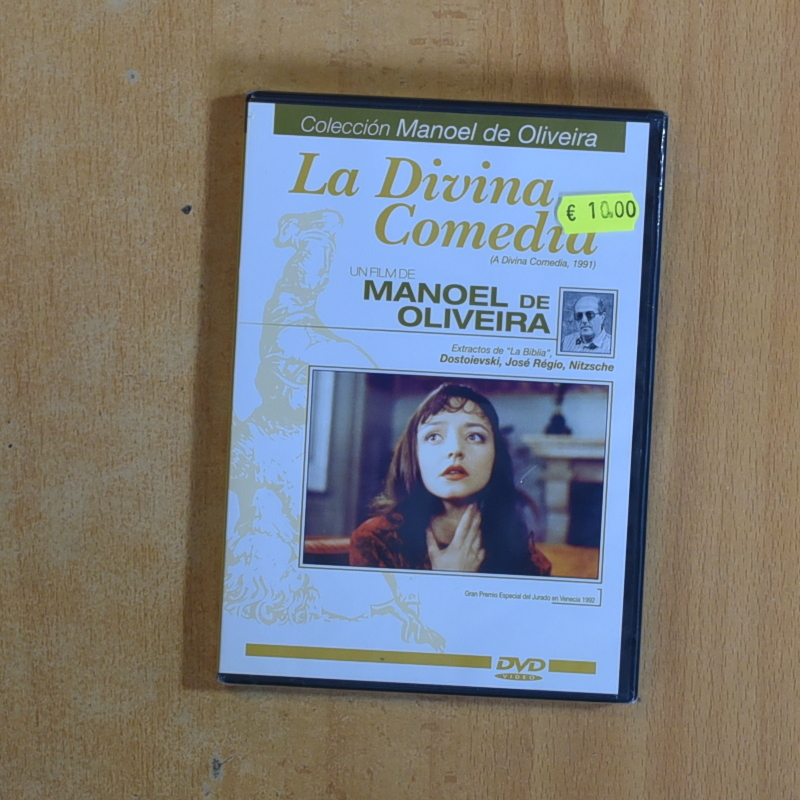 Colección Manoel de Oliveira
La Divina
Comedia
€ 10.00
(A Divina Comedia, 1991)
UN FILM DE
MANOEL DE
OLIVEIRA
Extractos de "La Biblia",
Dostoievski, José Régio, Nitzsche
Gran Premio Especial del Jurado en Venecia 1992
DVD
VIDEO